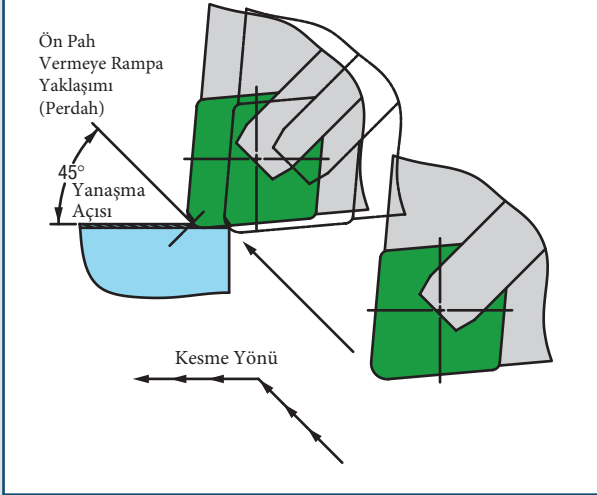 Ön Pah
Vermeye Rampa
Yaklaşımı
(Perdah)
45°
Yanaşma
Açısı
Kesme Yönü